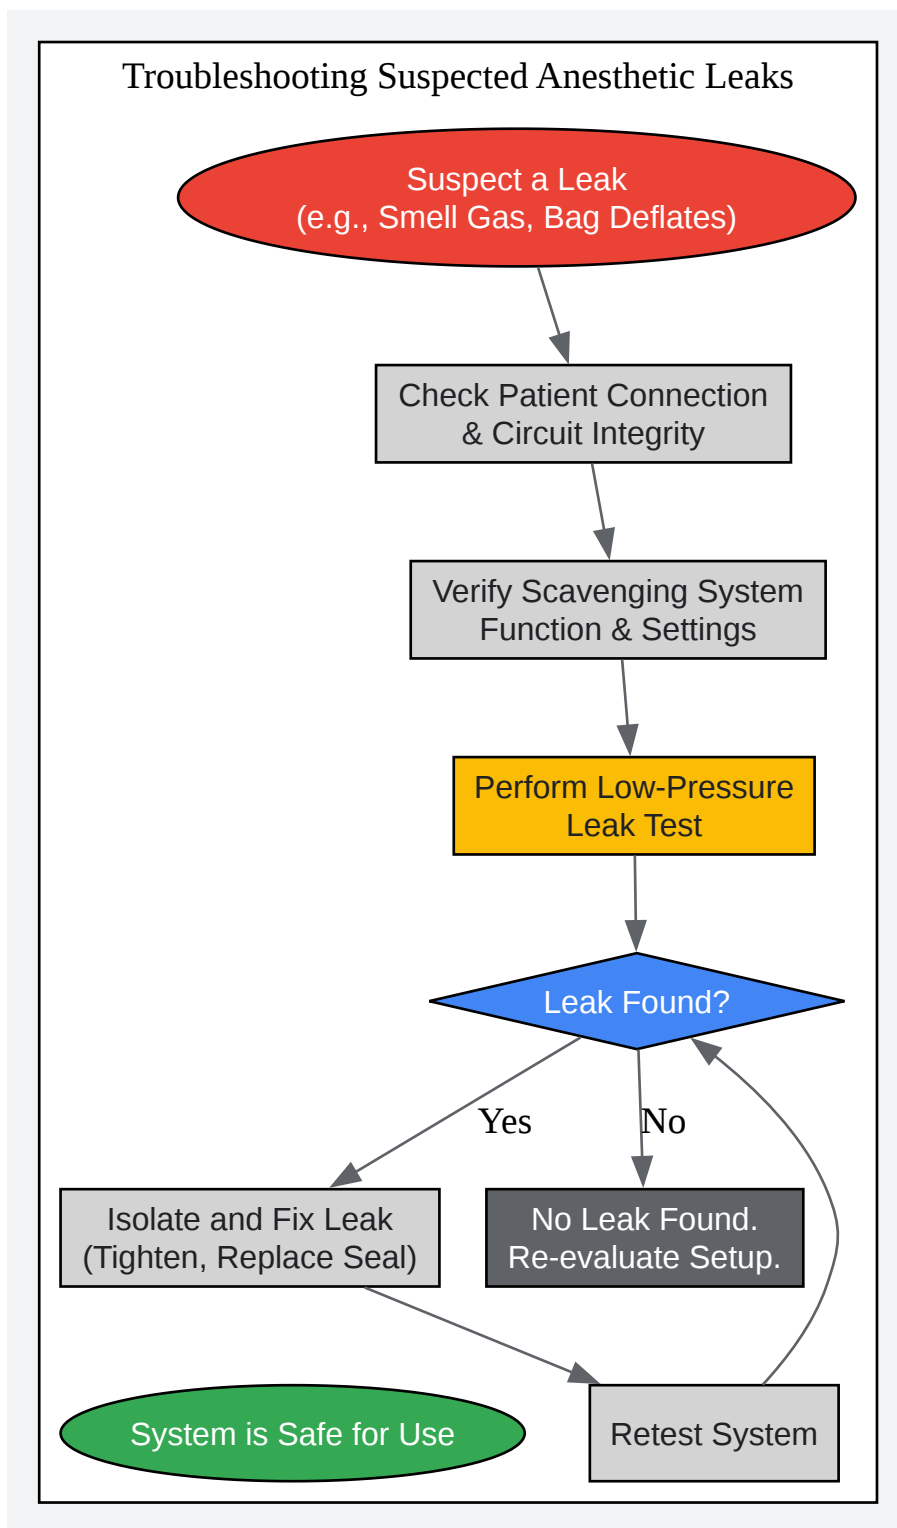 Troubleshooting Suspected Anesthetic Leaks
Suspect a Leak
(e.g., Smell Gas, Bag Deflates)
Check Patient Connection
& Circuit Integrity
Verify Scavenging System
Function & Settings
Perform Low-Pressure
Leak Test
Leak Found?
Yes
No
Isolate and Fix Leak
(Tighten, Replace Seal)
No Leak Found.
Re-evaluate Setup.
System is Safe for Use
Retest System